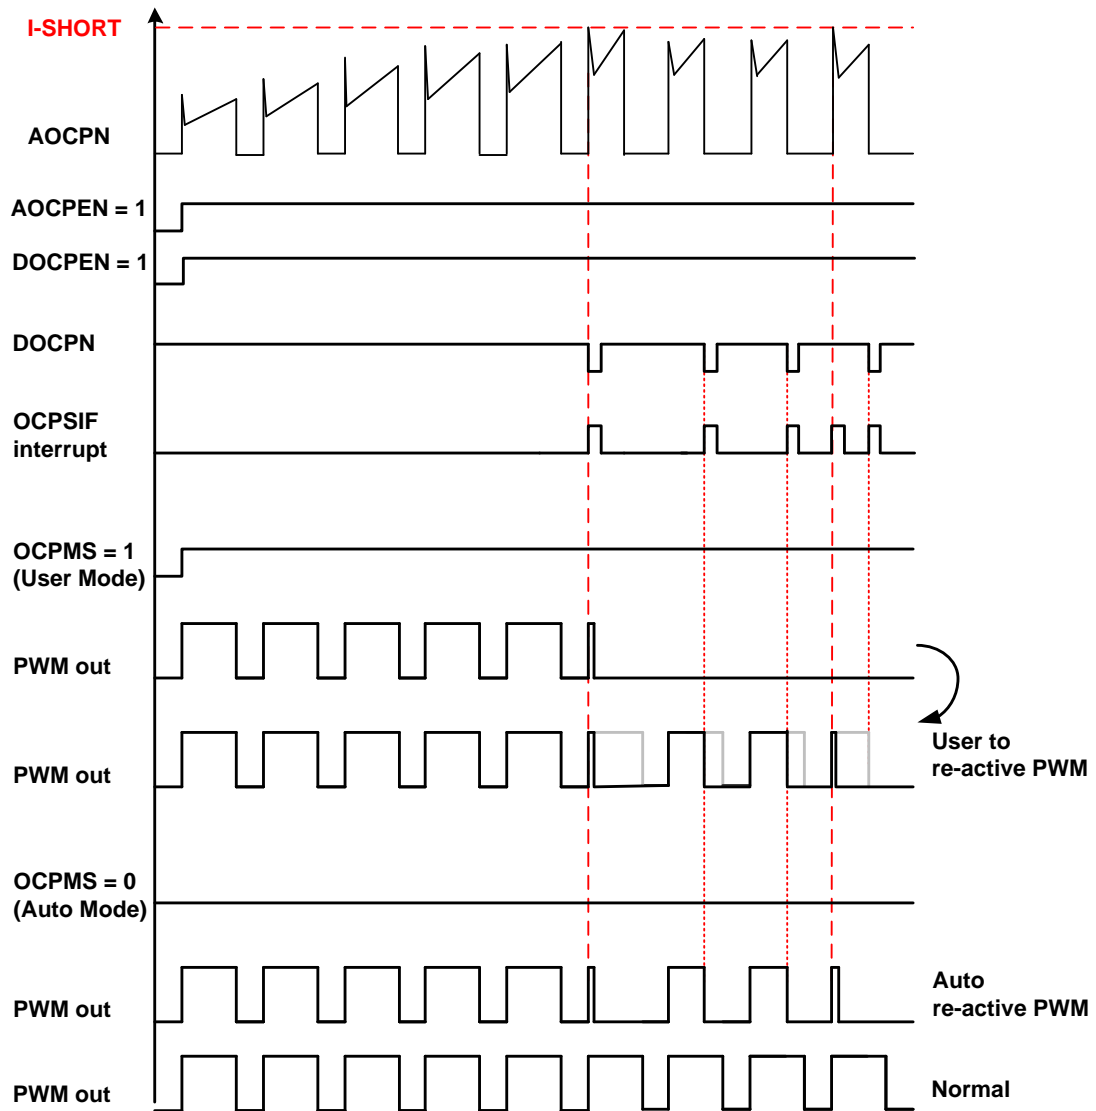 I-SHORT
AOCPN
AOCPEN = 1
DOCPEN = 1
DOCPN
OCPSIF
interrupt
OCPMS = 1
(User Mode)
PWM out
PWM out
User to
re-active PWM
OCPMS = 0
(Auto Mode)
PWM out
Auto
re-active PWM
PWM out
Normal